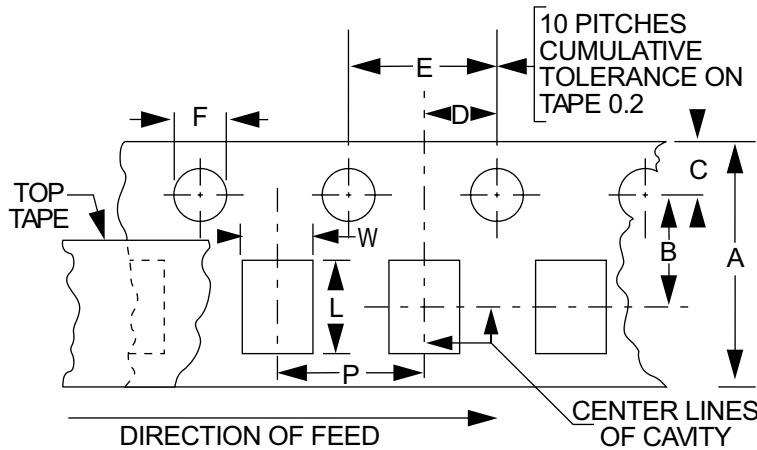 10 PITCHES
CUMULATIVE
TOLERANCE ON
TAPE 0.2
E
D
F
C
TOP
TAPE
W
B
A
L
P
CENTER LINES
OF CAVITY
DIRECTION OF FEED